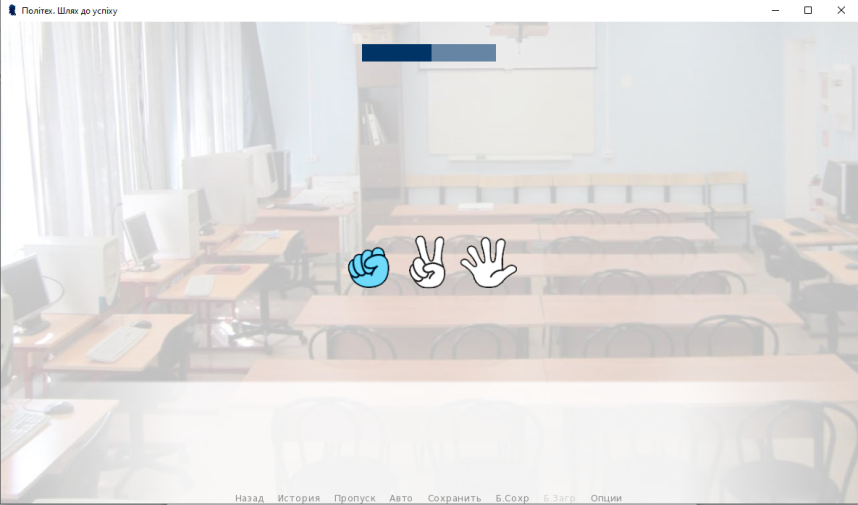 Політех. Шлях до успіху
Назад История Пропуск Авто Сохранить Б.Сохр Б.Загр Опции